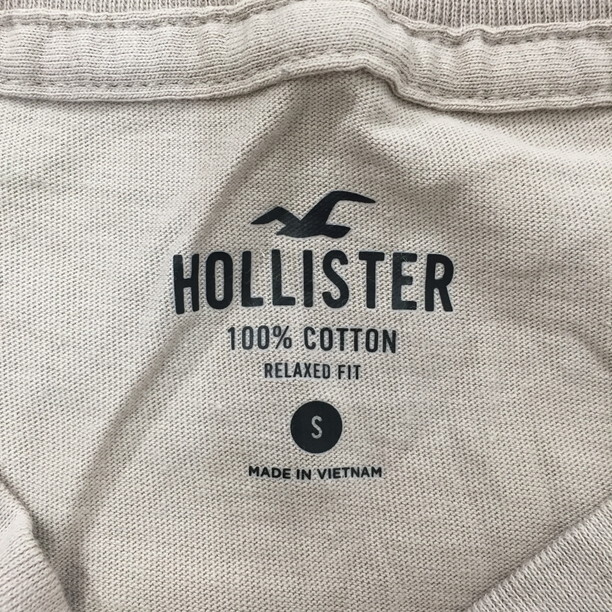 HOLLISTER
100% COTTON
RELAXED FIT
S
MADE IN VIETNAM